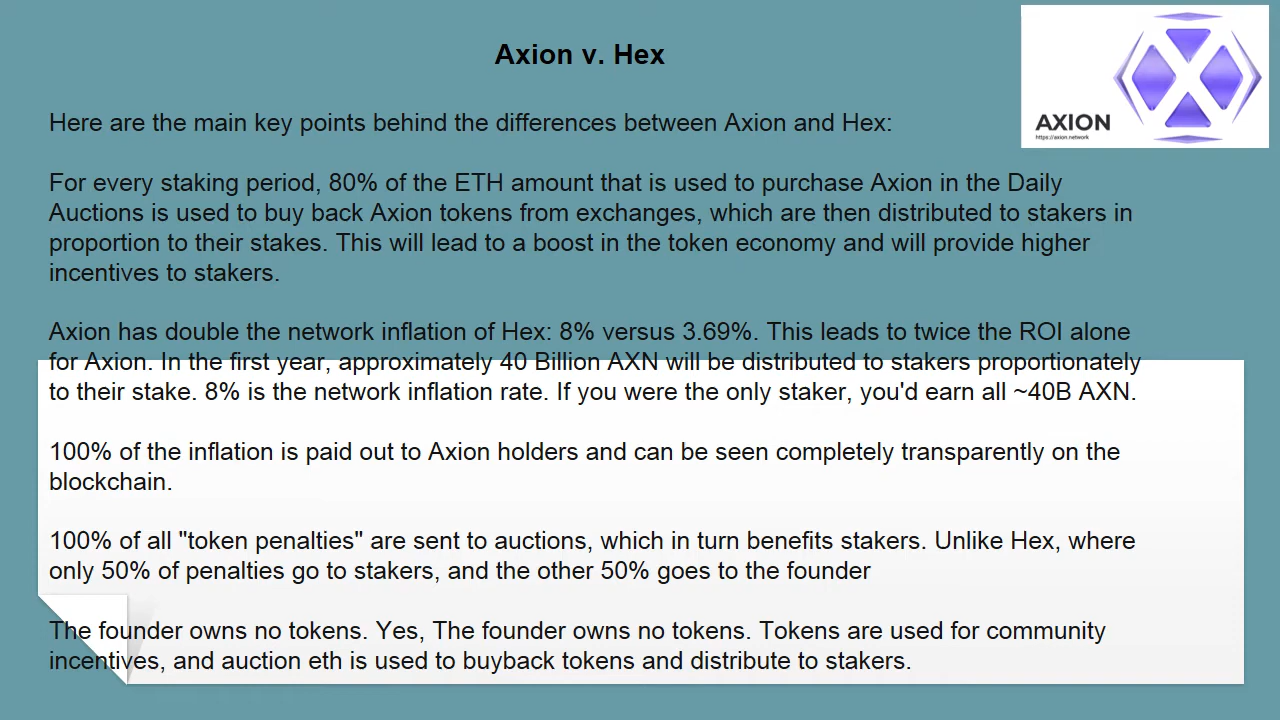 Axion v. Hex
AXION
https://axion.network
Here are the main key points behind the differences between Axion and Hex:
For every staking period, 80% of the ETH amount that is used to purchase Axion in the Daily
Auctions is used to buy back Axion tokens from exchanges, which are then distributed to stakers in
proportion to their stakes. This will lead to a boost in the token economy and will provide higher
incentives to stakers.
Axion has double the network inflation of Hex: 8% versus 3.69%. This leads to twice the ROI alone
for Axion. In the first year, approximately 40 Billion AXN will be distributed to stakers proportionately
to their stake. 8% is the network inflation rate. If you were the only staker, you'd earn all ~40B AXN.
100% of the inflation is paid out to Axion holders and can be seen completely transparently on the
blockchain.
100% of all "token penalties" are sent to auctions, which in turn benefits stakers. Unlike Hex, where
only 50% of penalties go to stakers, and the other 50% goes to the founder
The founder owns no tokens. Yes, The founder owns no tokens. Tokens are used for community
incentives, and auction eth is used to buyback tokens and distribute to stakers.